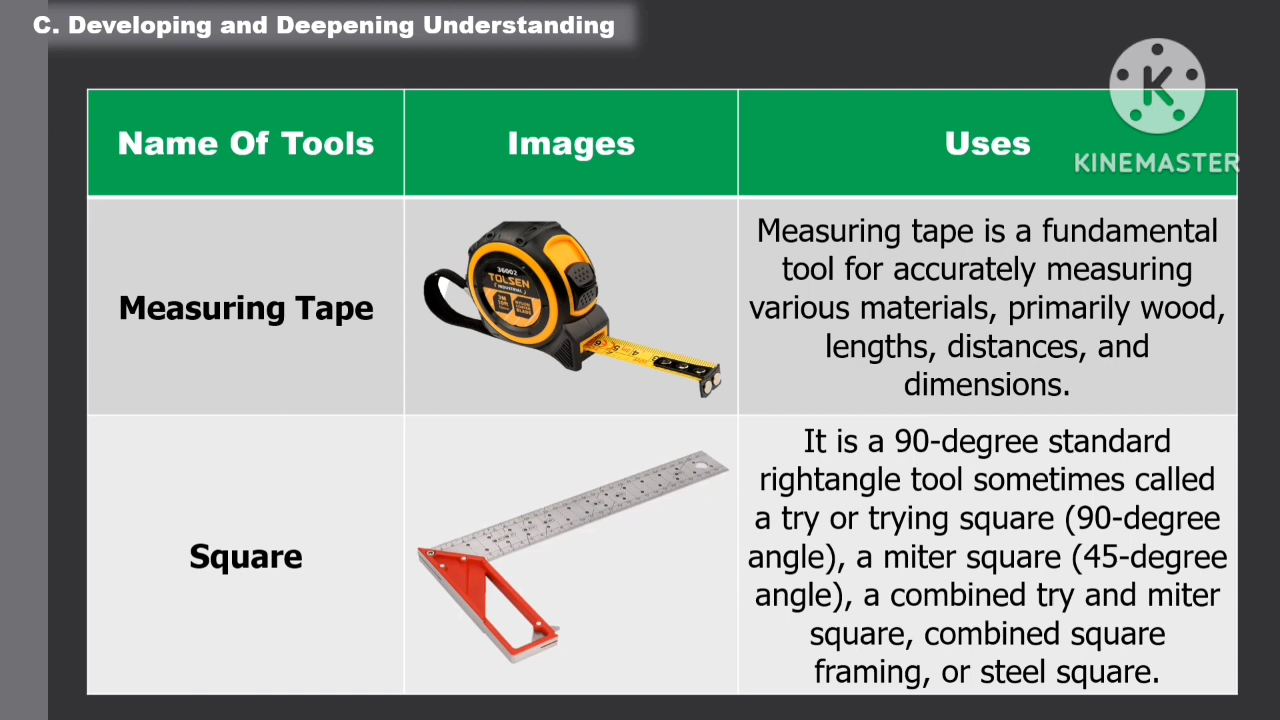 C. Developing and Deepening Understanding
K
KINEMASTER
Name Of Tools
Images
Uses
Measuring Tape
36002
TOLSEN
INDUSTRIAL
Measuring tape is a fundamental
tool for accurately measuring
various materials, primarily wood,
lengths, distances, and
dimensions.
Square
It is a 90-degree standard
rightangle tool sometimes called
a try or trying square (90-degree
angle), a miter square (45-degree
angle), a combined try and miter
square, combined square
framing, or steel square.